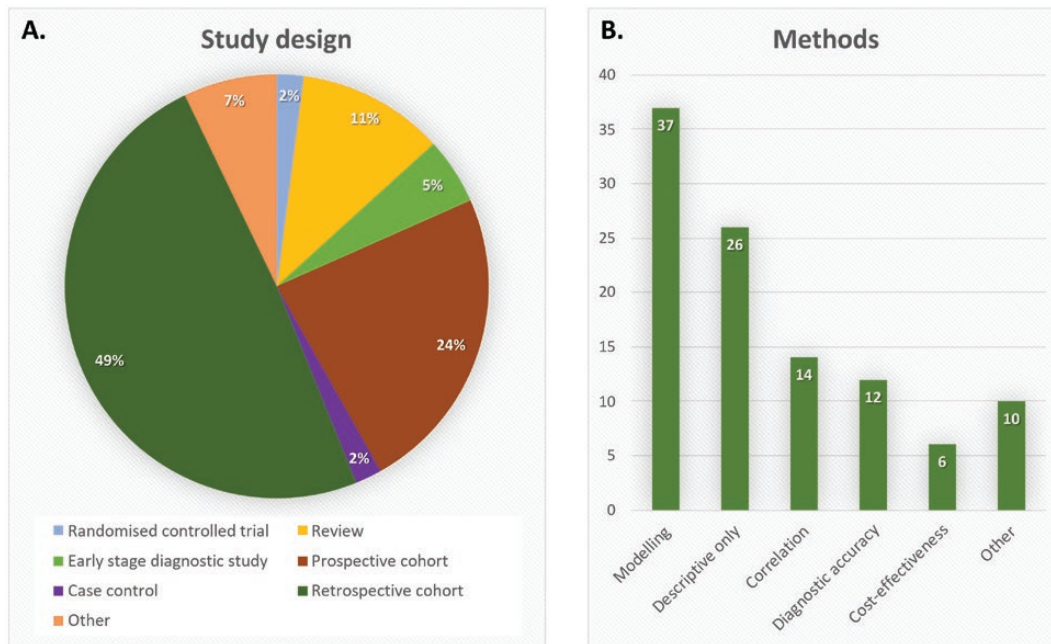 A.
Study design
2%
11%
5%
24%
2%
49%
7%
Randomised controlled trial
Review
Early stage diagnostic study
Prospective cohort
Case control
Retrospective cohort
Other
B.
Methods
40
35
30
25
20
15
10
5
0
37
26
14
12
6
10
Modelling
Descriptive only
Correlation
Diagnostic accuracy
Cost-effectiveness
Other